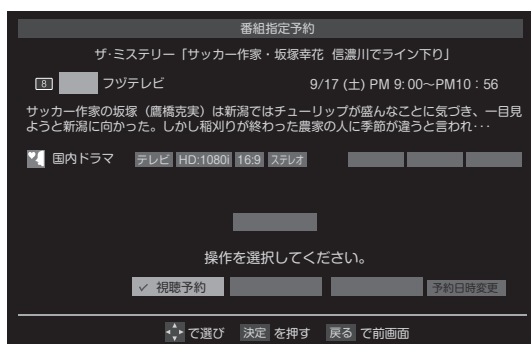 番組指定予約
ザ・ミステリー「サッカー作家・坂塚幸花 信濃川でライン下り」
8 フヅテレビ 9/17 (土) PM 9:00〜PM10:56
サッカー作家の坂塚（鷹橋克実）は新潟ではチューリップが盛んなことに気づき、一目見
ようと新潟に向かった。しかし稲刈りが終わった農家の人に季節が違うと言われ･･･
国内ドラマ テレビ HD:1080i 16:9 ステレオ
操作を選択してください。
✓ 視聴予約 予約日時変更
で選び 決定 を押す 戻る で前画面